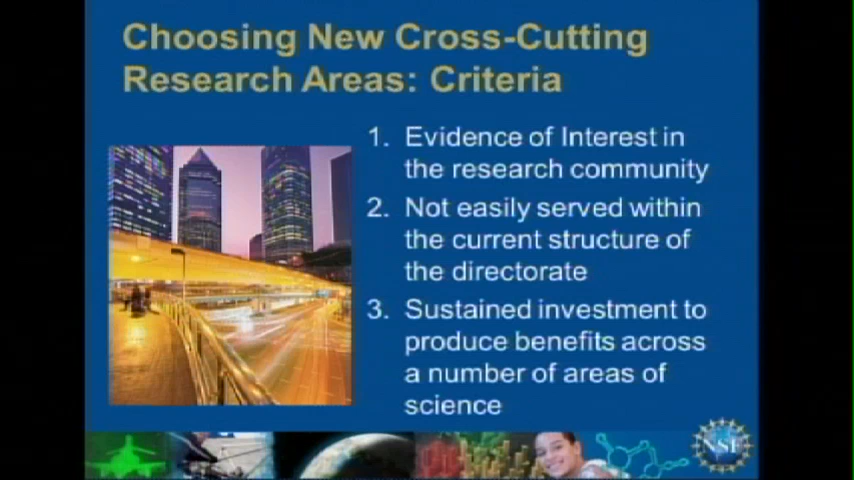 Choosing New Cross-Cutting
Research Areas: Criteria
1. Evidence of Interest in
the research community
2. Not easily served within
the current structure of
the directorate
3. Sustained investment to
produce benefits across
a number of areas of
science
NSF